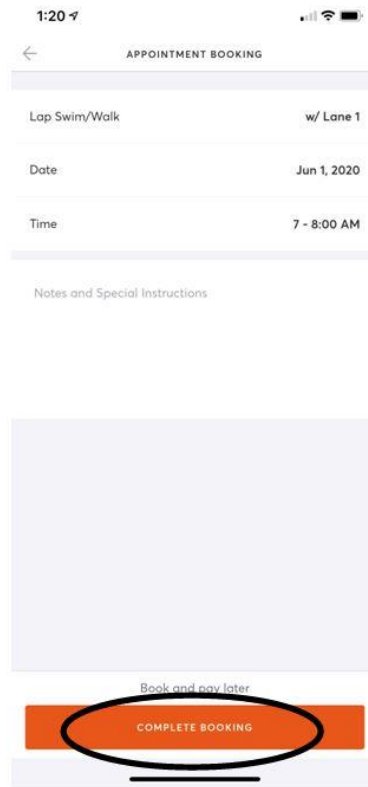 1:20
APPOINTMENT BOOKING
Lap Swim/Walk w/ Lane 1
Date Jun 1, 2020
Time 7 - 8:00 AM
Notes and Special Instructions
Book and pay later
COMPLETE BOOKING